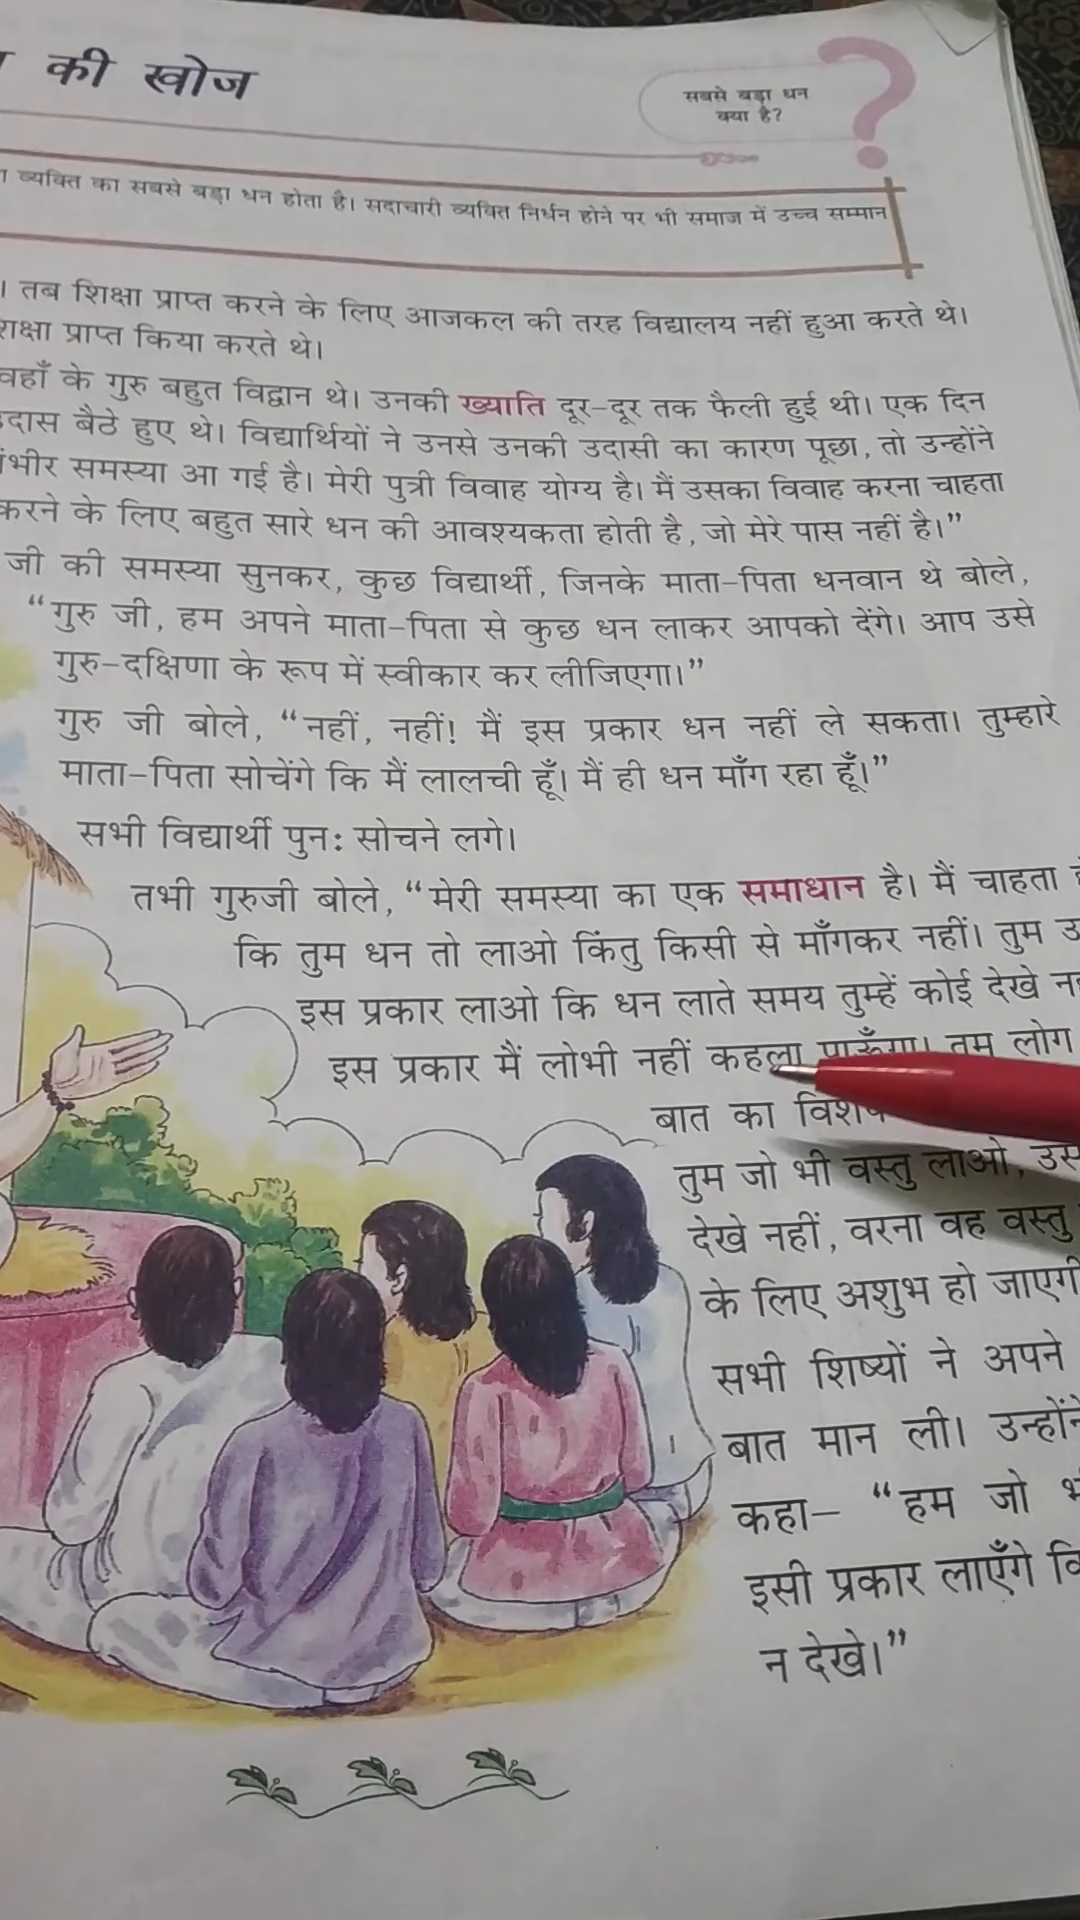 की खोज
सबसे बड़ा धन
क्या है?
व्यक्ति का सबसे बड़ा धन होता है। सदाचारी व्यक्ति निर्धन होने पर भी समाज में उच्च सम्मान
। तब शिक्षा प्राप्त करने के लिए आजकल की तरह विद्यालय नहीं हुआ करते थे।
प्राप्त किया करते थे।
वहाँ के गुरु बहुत विद्वान थे। उनकी ख्याति दूर-दूर तक फैली हुई थी। एक दिन
बैठे हुए थे। विद्यार्थियों ने उनसे उनकी उदासी का कारण पूछा, तो उन्होंने
समस्या आ गई है। मेरी पुत्री विवाह योग्य है। मैं उसका विवाह करना चाहता
करने के लिए बहुत सारे धन की आवश्यकता होती है, जो मेरे पास नहीं है।”
जी की समस्या सुनकर, कुछ विद्यार्थी, जिनके माता-पिता धनवान थे बोले,
“गुरु जी, हम अपने माता-पिता से कुछ धन लाकर आपको देंगे। आप उसे
गुरु-दक्षिणा के रूप में स्वीकार कर लीजिएगा।”
गुरु जी बोले, “नहीं, नहीं! मैं इस प्रकार धन नहीं ले सकता। तुम्हारे
माता-पिता सोचेंगे कि मैं लालची हूँ। मैं ही धन माँग रहा हूँ।”
सभी विद्यार्थी पुनः सोचने लगे।
तभी गुरुजी बोले, “मेरी समस्या का एक समाधान है। मैं चाहता
कि तुम धन तो लाओ किंतु किसी से माँगकर नहीं। तुम
इस प्रकार लाओ कि धन लाते समय तुम्हें कोई देखे
इस प्रकार मैं लोभी नहीं कहला पाऊँगा। तुम लोग
बात का
तुम जो भी वस्तु लाओ,
देखे नहीं, वरना वह वस्तु
के लिए अशुभ हो जाएगी
सभी शिष्यों ने अपने
बात मान ली। उन्होंने
कहा– “हम जो
इसी प्रकार लाएँगे
न देखे।”